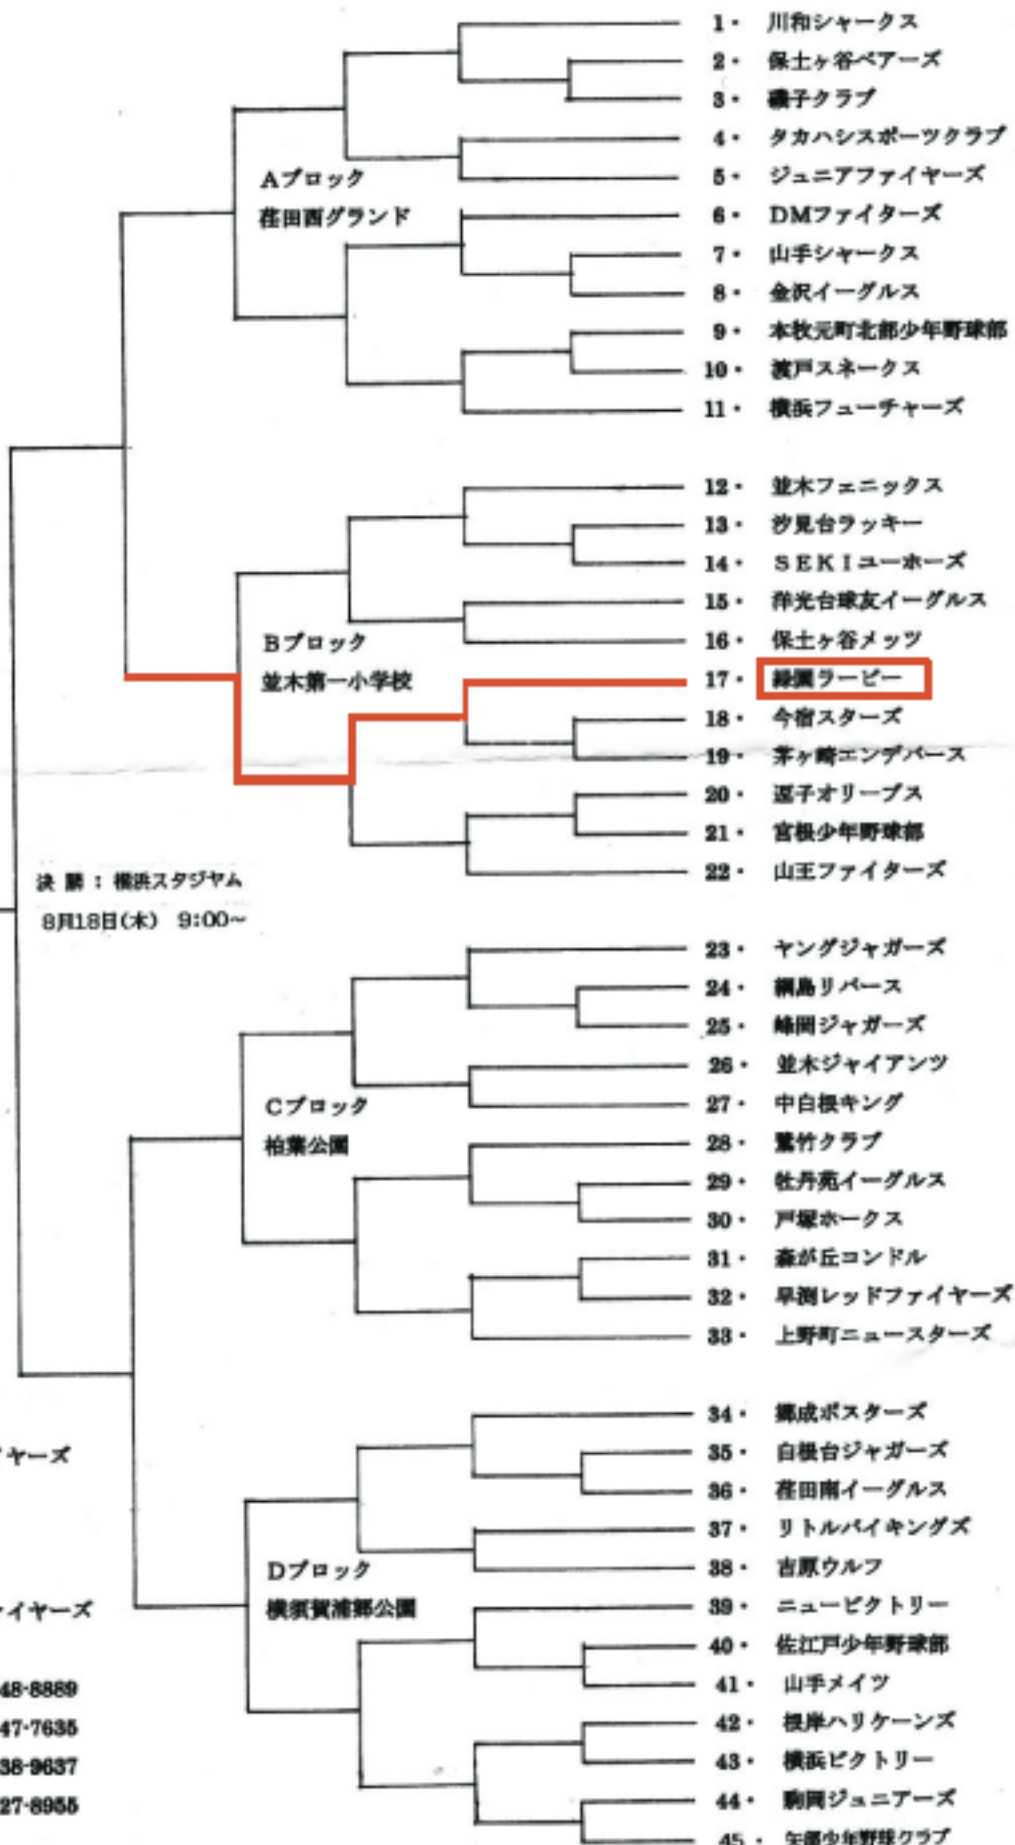 1・ 川和シャークス
2・ 保土ヶ谷ベアーズ
3・ 磯子クラブ
4・ タカハシスポーツクラブ
5・ ジュニアファイヤーズ
Aブロック
荏田西グランド
6・ DMファイターズ
7・ 山手シャークス
8・ 金沢イーグルス
9・ 本牧元町北部少年野球部
10・ 渡戸スネークス
11・ 横浜フューチャーズ
12・ 並木フェニックス
13・ 汐見台ラッキー
14・ SEKIユーホーズ
15・ 洋光台球友イーグルス
16・ 保土ヶ谷メッツ
Bブロック
並木第一小学校
17・ 緑園ラービー
18・ 今宿スターズ
19・ 茅ヶ崎エンデバース
20・ 逗子オリーブス
21・ 宮根少年野球部
22・ 山王ファイターズ
決勝:横浜スタジヤム
8月18日(木) 9:00~
23・ ヤングジャガーズ
24・ 綱島リバース
25・ 峰岡ジャガーズ
26・ 並木ジャイアンツ
27・ 中白根キング
Cブロック
柏葉公園
28・ 鷺竹クラブ
29・ 牡丹苑イーグルス
30・ 戸塚ホークス
31・ 森が丘コンドル
32・ 早渕レッドファイヤーズ
33・ 上野町ニュースターズ
34・ 郷成ボスターズ
35・ 白根台ジャガーズ
36・ 荏田南イーグルス
37・ リトルバイキングズ
38・ 吉原ウルフ
Dブロック
横須賀浦郷公園
39・ ニュービクトリー
40・ 佐江戸少年野球部
41・ 山手メイツ
42・ 根岸ハリケーンズ
43・ 横浜ビクトリー
44・ 駒岡ジュニアーズ
45・ 矢部少年野球クラブ
イヤーズ
ァイヤーズ
48-8889
47-7635
38-9637
27-8955